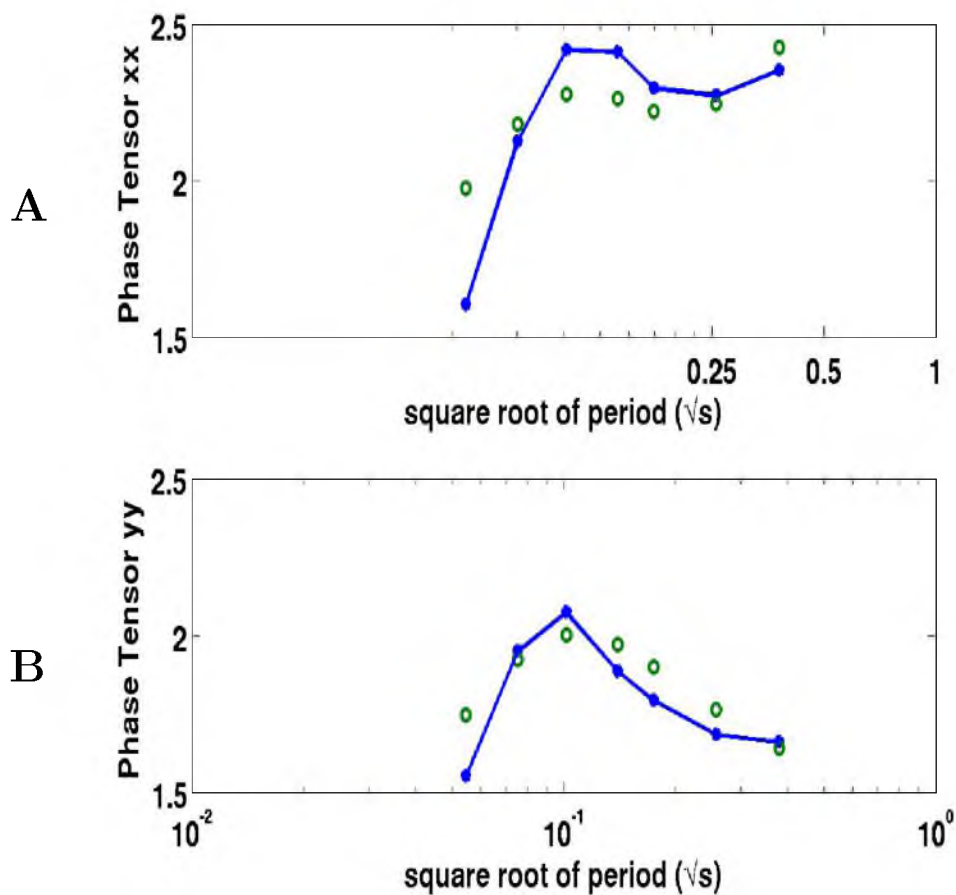 A
Phase Tensor xx
2.5
2
1.5
0.25 0.5 1
square root of period (√s)
B
Phase Tensor yy
2.5
2
1.5
10^-2 10^-1 10^0
square root of period (√s)